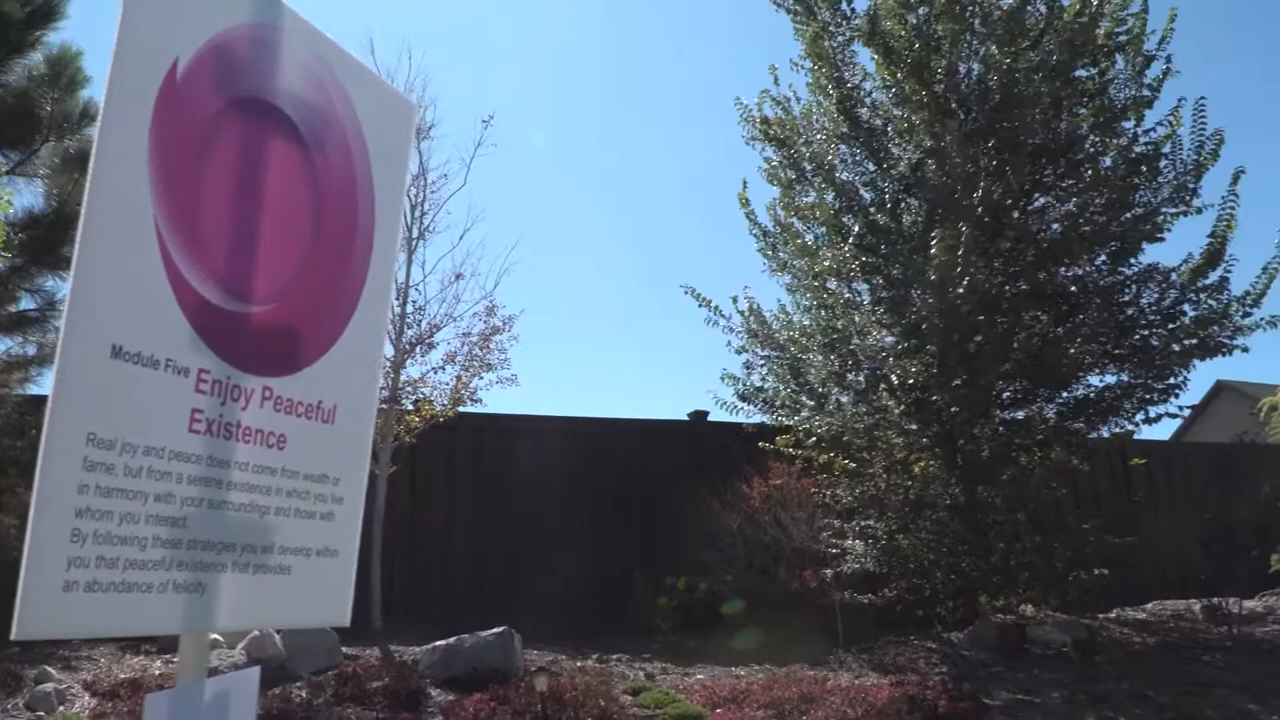 Module Five Enjoy Peaceful
Existence
Real joy and peace does not come from wealth or
fame, but from a serene existence in which you live
in harmony with your surroundings and those with
whom you interact.
By following these strategies you will develop within
you that peaceful existence that provides
an abundance of felicity.